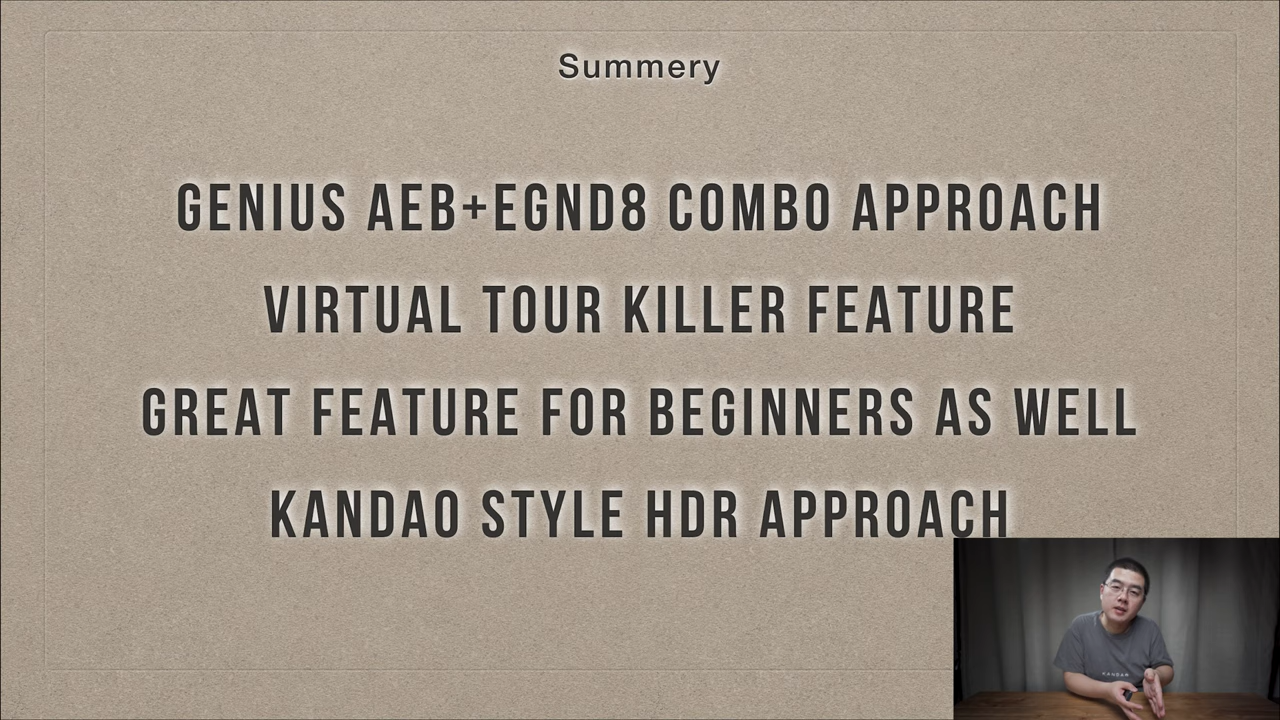 Summery
GENIUS AEB+EGND8 COMBO APPROACH
VIRTUAL TOUR KILLER FEATURE
GREAT FEATURE FOR BEGINNERS AS WELL
KANDAO STYLE HDR APPROACH
KANDAO